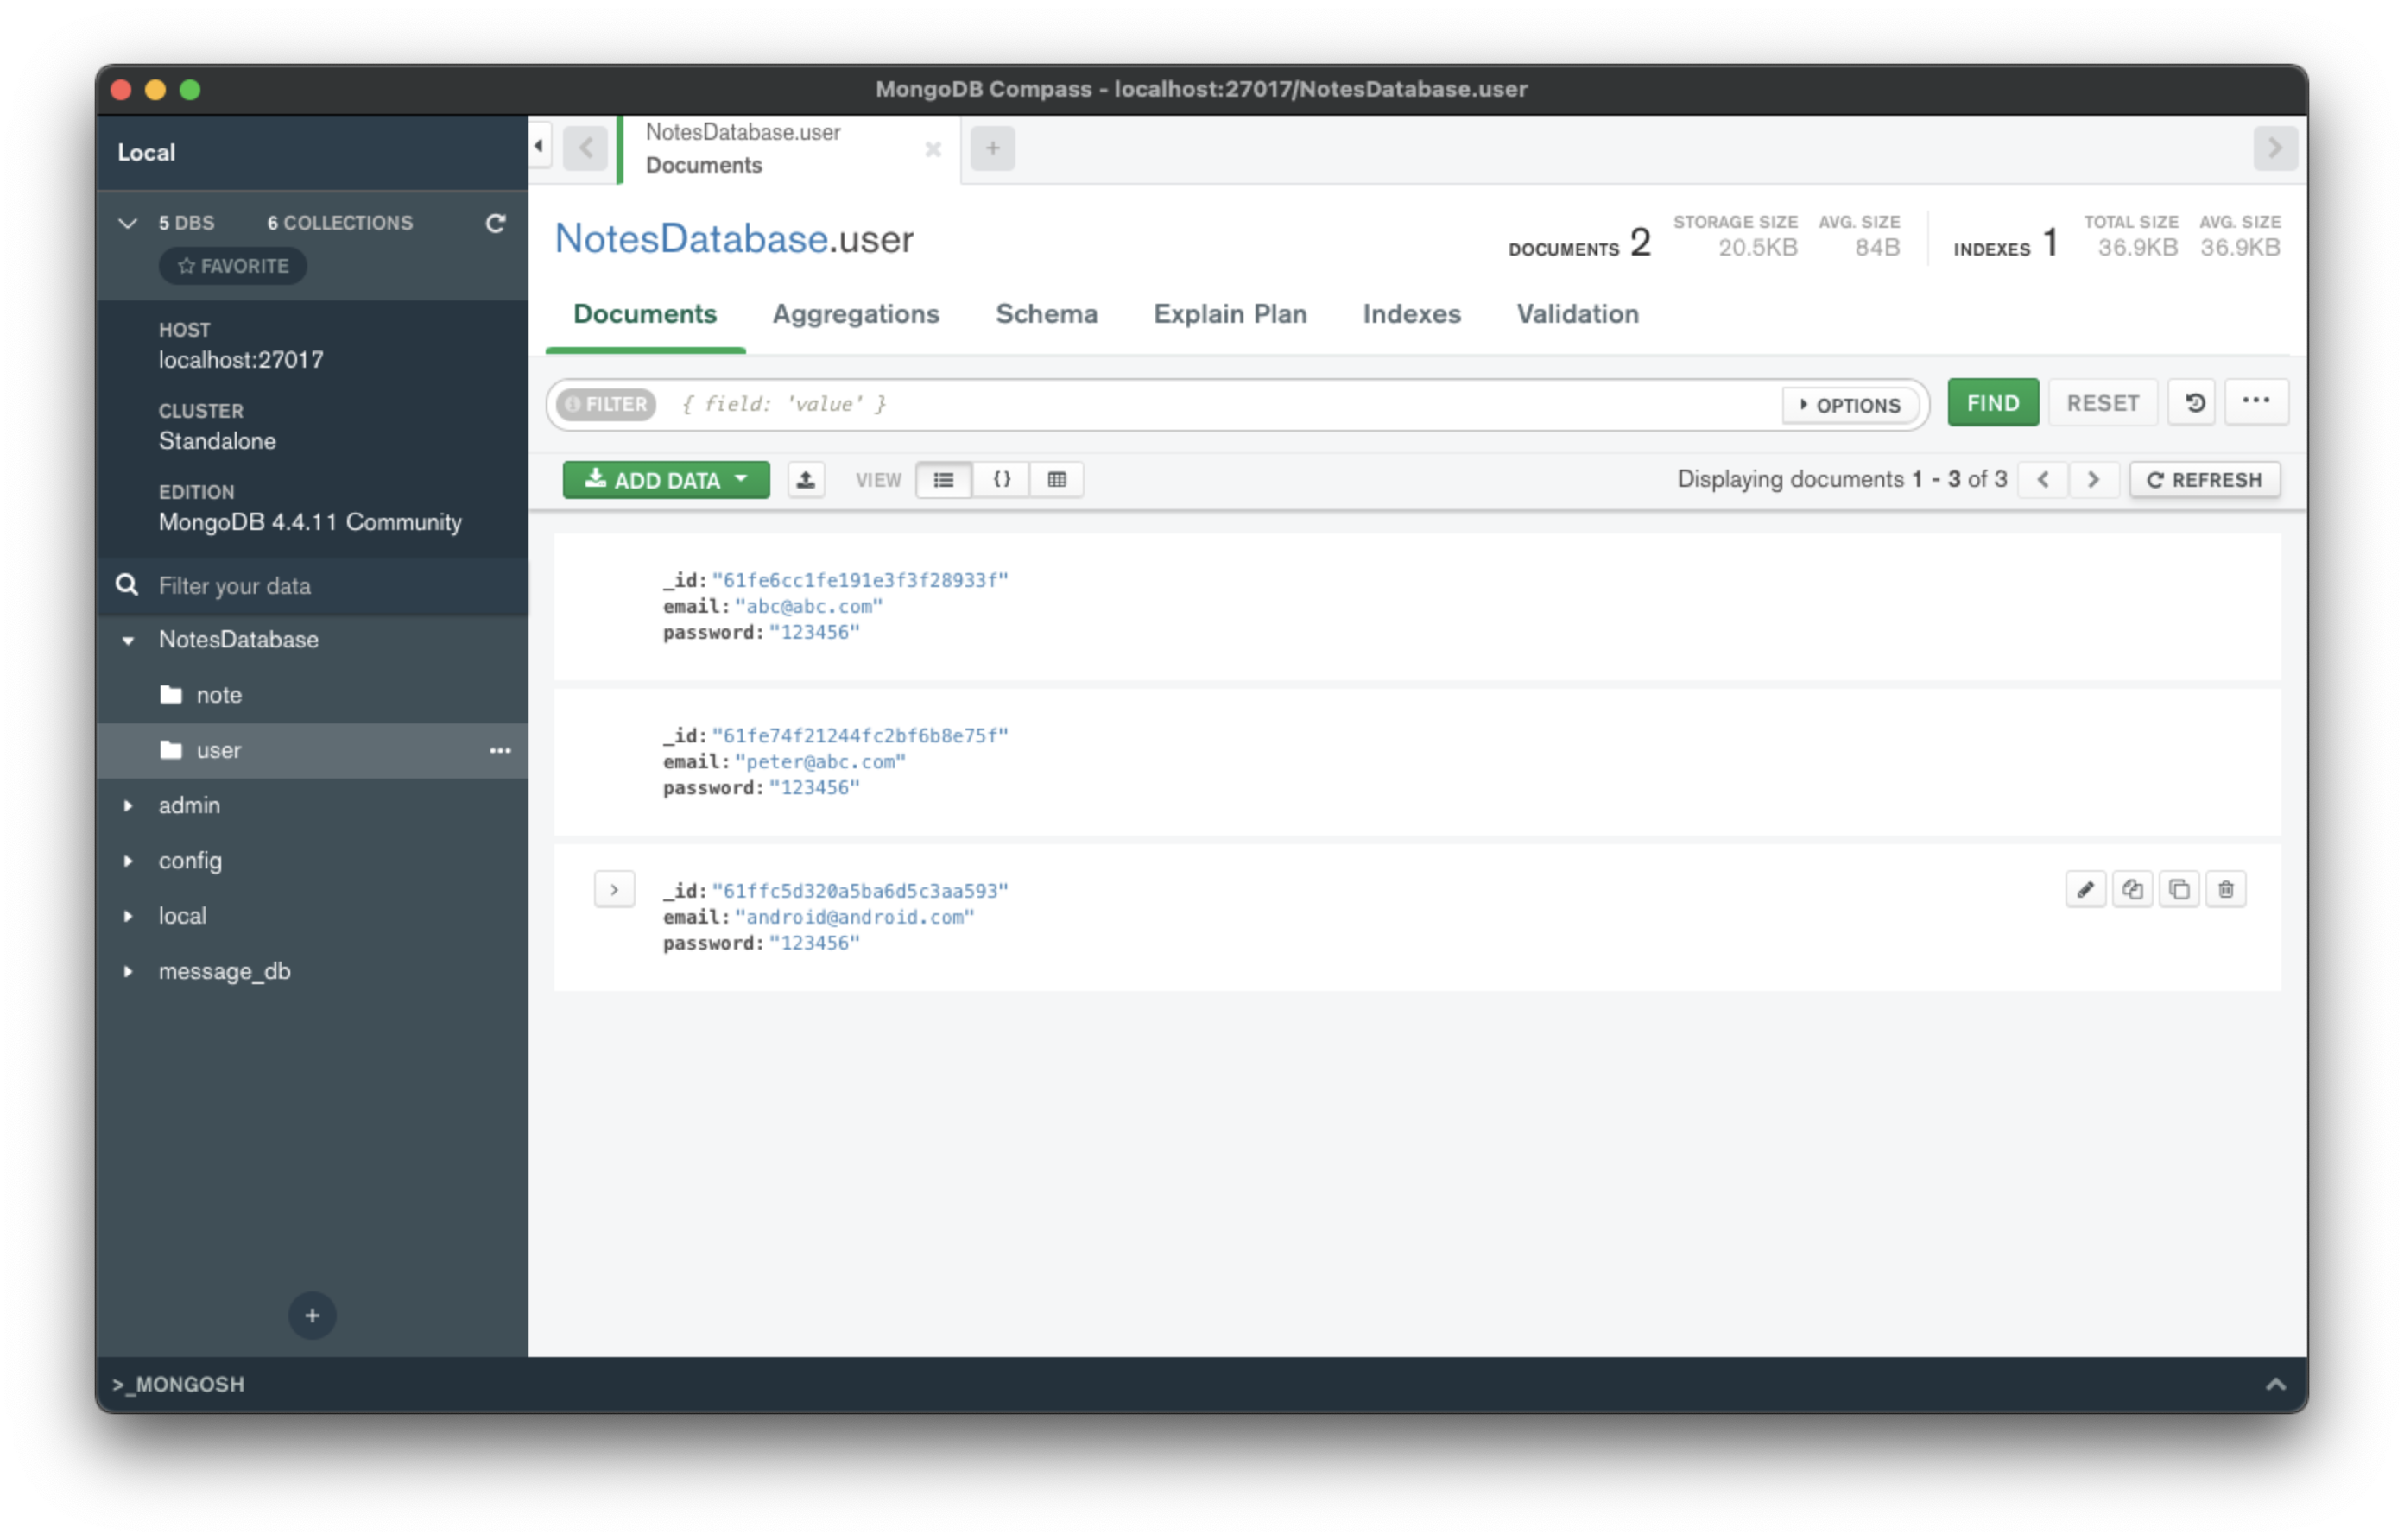 MongoDB Compass - localhost:27017/NotesDatabase.user
Local
5 DBS 6 COLLECTIONS
FAVORITE
HOST
localhost:27017
CLUSTER
Standalone
EDITION
MongoDB 4.4.11 Community
Filter your data
NotesDatabase
note
user
admin
config
local
message_db
>_MONGOSH
NotesDatabase.user
Documents
NotesDatabase.user
DOCUMENTS 2
STORAGE SIZE
20.5KB
AVG. SIZE
84B
INDEXES 1
TOTAL SIZE
36.9KB
AVG. SIZE
36.9KB
Documents Aggregations Schema Explain Plan Indexes Validation
FILTER { field: 'value' } OPTIONS FIND RESET
ADD DATA VIEW {} Displaying documents 1 - 3 of 3 REFRESH
_id: "61fe6cc1fe191e3f3f28933f"
email: "abc@abc.com"
password: "123456"
_id: "61fe74f21244fc2bf6b8e75f"
email: "peter@abc.com"
password: "123456"
_id: "61ffc5d320a5ba6d5c3aa593"
email: "android@android.com"
password: "123456"